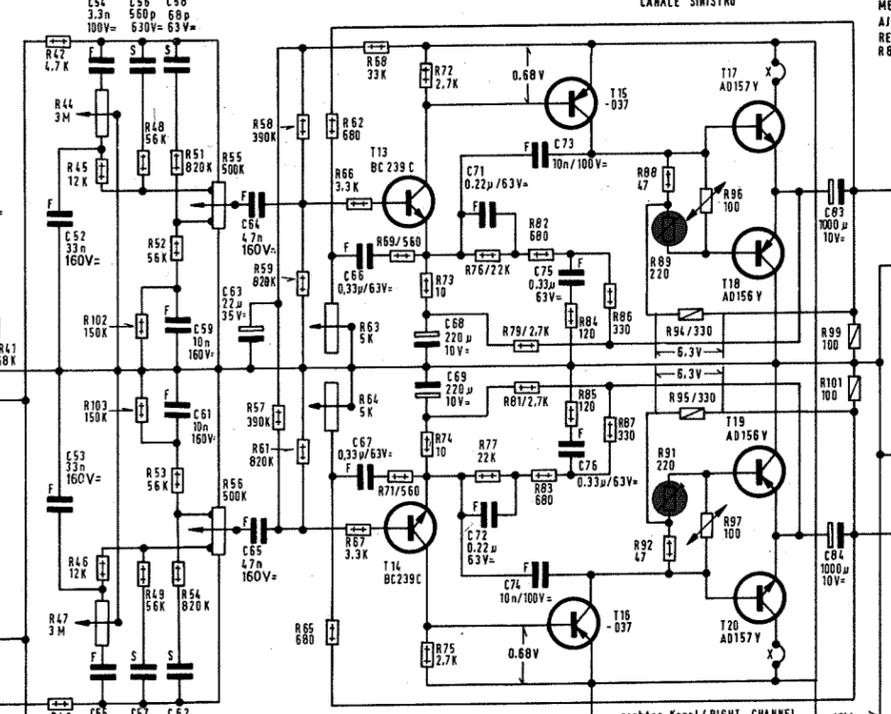 CANALE SINISTRO
C54
3.3n
100V=
C56
560p
630V=
C58
68p
63V=
ME
AJ
RE
R8
R42
4.7K
F
S
S
R68
33K
R72
2,7K
0.68V
T15
-037
T17
AD157Y
X
R44
3M
R48
56K
R58
390K
R62
680
R45
12K
R51
820K
R55
500K
T13
BC239C
F
C73
10n/100V=
R66
3.3K
C71
0.22µ/63V=
F
R88
47
R96
100
F
C52
33n
160V=
F
C64
4.7n
160V=
R82
680
C83
1000µ
10V=
R52
56K
R59
820K
F
C66
0,33µ/63V=
R69/560
R76/22K
R73
10
C75
0.33µ
63V=
F
R89
220
T18
AD156Y
C63
22µ
35V=
R86
330
R102
150K
F
C59
10n
160V=
R63
5K
C68
220µ
10V=
R79/2,7K
R84
120
R94/330
R99
100
R41
68K
6.3V
6.3V
R103
150K
F
C61
10n
160V=
R64
5K
C69
220µ
10V=
R81/2,7K
R85
120
R95/330
R101
100
R57
390K
R87
330
T19
AD156Y
C53
33n
160V=
F
R53
56K
R61
820K
C67
0,33µ/63V=
F
R74
10
R77
22K
F
C76
0.33µ/63V=
R91
220
R56
500K
R71/560
R83
680
F
C65
47n
160V=
R67
3.3K
F
C72
0.22µ
63V=
R97
100
R92
47
C84
1000µ
10V=
R46
12K
T14
BC239C
F
C74
10n/100V=
R49
56K
R54
820K
R47
3M
R65
680
T16
-037
T20
AD157Y
R75
2,7K
0.68V
X
F
S
S
RIGHT CHANNEL